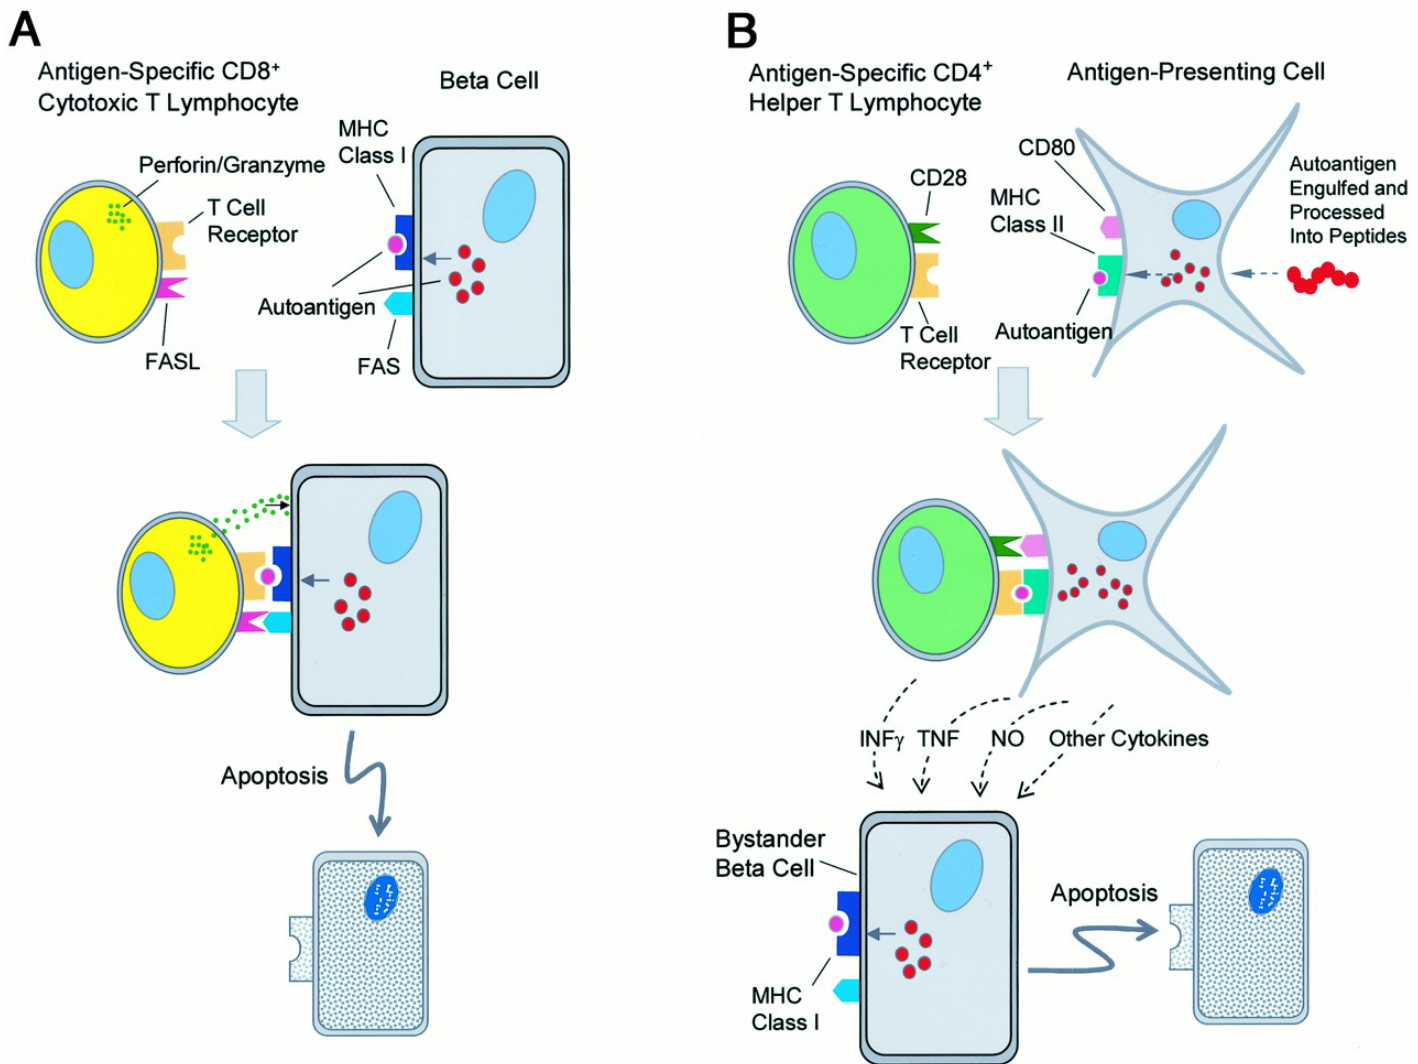 A
Antigen-Specific CD8⁺
Cytotoxic T Lymphocyte
Beta Cell
MHC
Class I
Perforin/Granzyme
T Cell
Receptor
Autoantigen
FASL
FAS
Apoptosis
B
Antigen-Specific CD4⁺
Helper T Lymphocyte
Antigen-Presenting Cell
CD80
CD28
MHC
Class II
Autoantigen
Engulfed and
Processed
Into Peptides
T Cell
Receptor
Autoantigen
INFγ
TNF
NO
Other Cytokines
Bystander
Beta Cell
Apoptosis
MHC
Class I